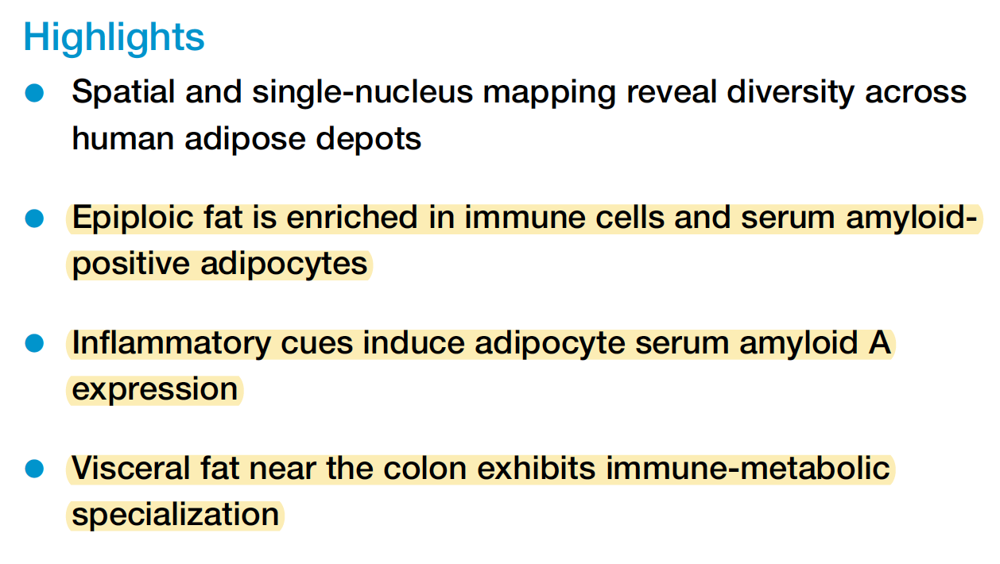 Highlights
● Spatial and single-nucleus mapping reveal diversity across
human adipose depots
● Epiploic fat is enriched in immune cells and serum amyloid-
positive adipocytes
● Inflammatory cues induce adipocyte serum amyloid A
expression
● Visceral fat near the colon exhibits immune-metabolic
specialization